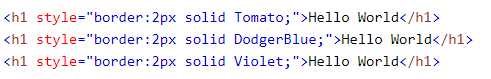 <h1 style="border:2px solid Tomato;">Hello World</h1>
<h1 style="border:2px solid DodgerBlue;">Hello World</h1>
<h1 style="border:2px solid Violet;">Hello World</h1>